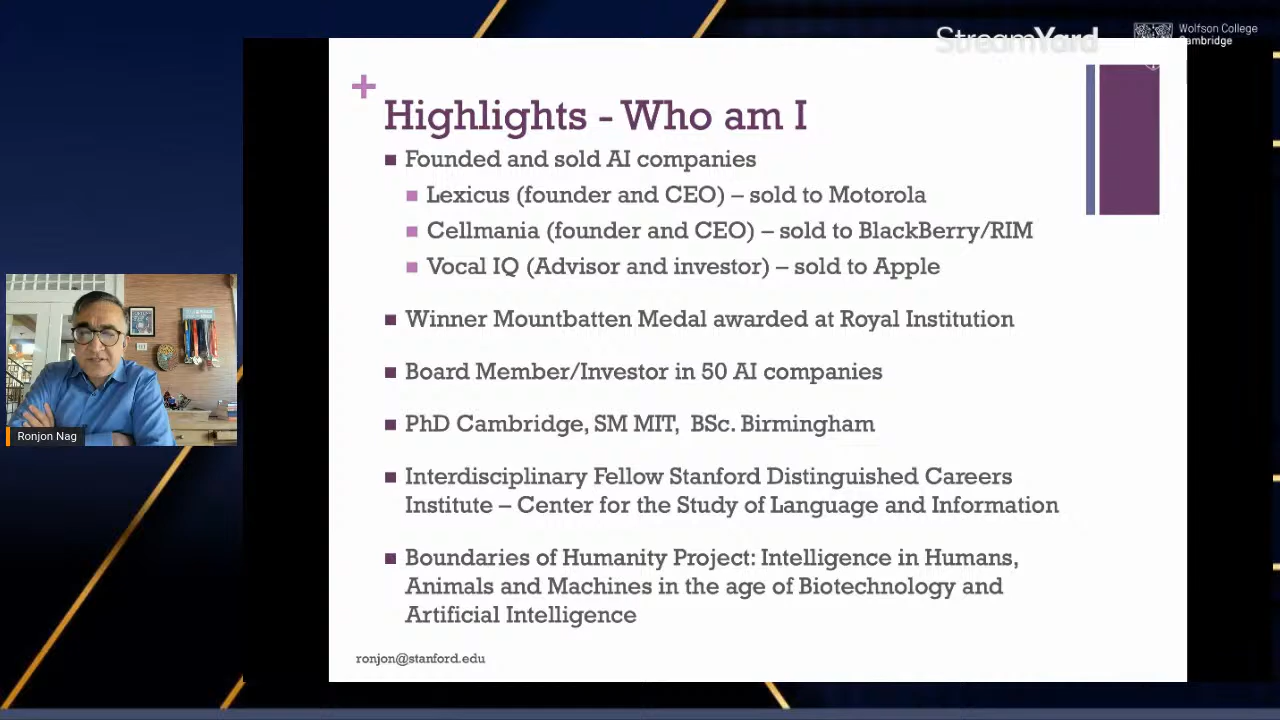 StreamYard
Wolfson College
Cambridge
+
Highlights - Who am I
Founded and sold AI companies
Lexicus (founder and CEO) – sold to Motorola
Cellmania (founder and CEO) – sold to BlackBerry/RIM
Vocal IQ (Advisor and investor) – sold to Apple
Winner Mountbatten Medal awarded at Royal Institution
Board Member/Investor in 50 AI companies
PhD Cambridge, SM MIT, BSc. Birmingham
Interdisciplinary Fellow Stanford Distinguished Careers
Institute – Center for the Study of Language and Information
Boundaries of Humanity Project: Intelligence in Humans,
Animals and Machines in the age of Biotechnology and
Artificial Intelligence
ronjon@stanford.edu
Ronjon Nag